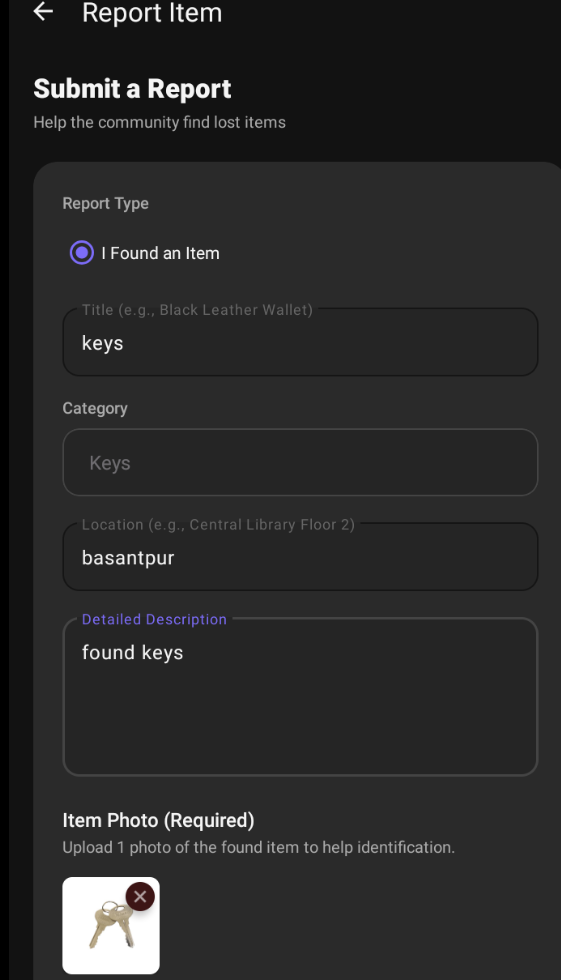 Report Item
Submit a Report
Help the community find lost items
Report Type
I Found an Item
Title (e.g., Black Leather Wallet)
keys
Category
Keys
Location (e.g., Central Library Floor 2)
basantpur
Detailed Description
found keys
Item Photo (Required)
Upload 1 photo of the found item to help identification.